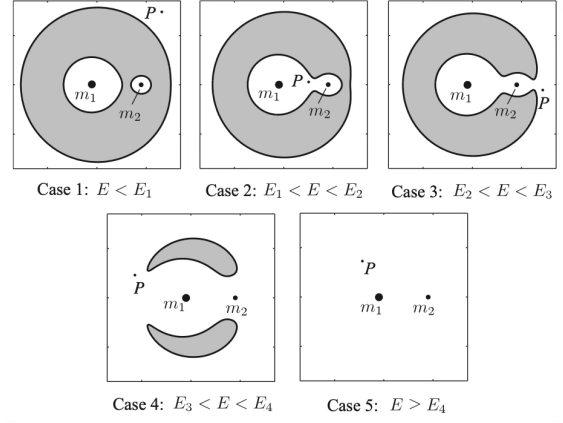 P
m₁
m₂
Case 1: E < E₁
P
m₁
m₂
Case 2: E₁ < E < E₂
P
m₁
m₂
Case 3: E₂ < E < E₃
P
m₁
m₂
Case 4: E₃ < E < E₄
P
m₁
m₂
Case 5: E > E₄